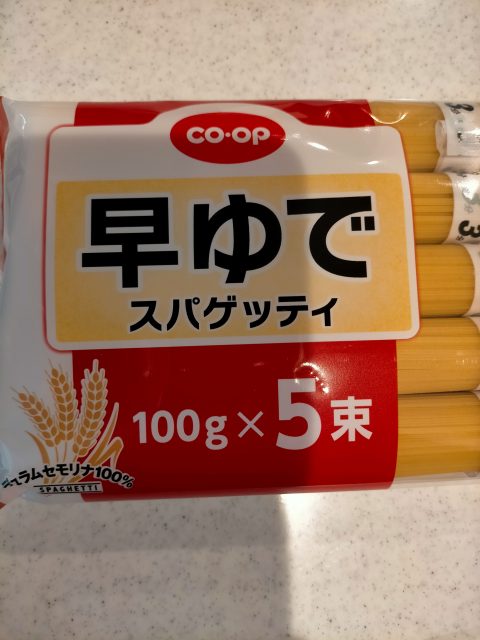 CO·OP
早ゆで
スパゲッティ
100g×5束
デュラムセモリナ100%
SPAGHETTI
3